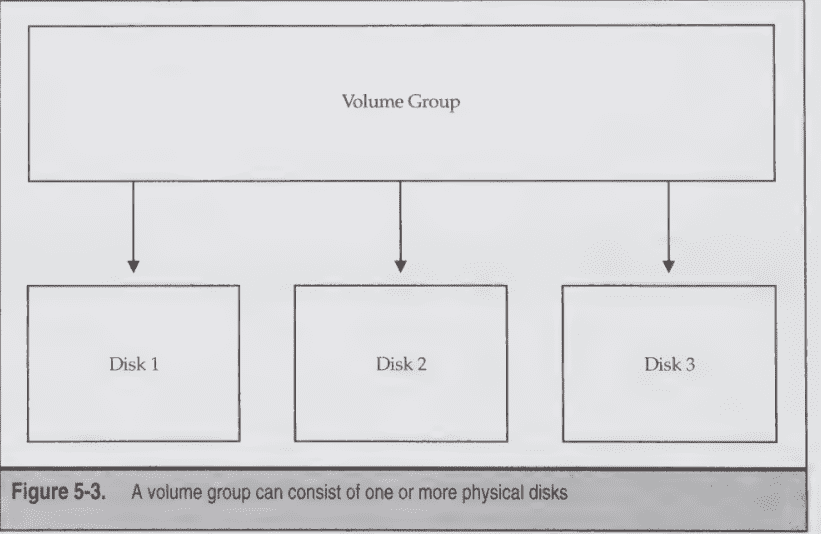 Volume Group
Disk 1 Disk 2 Disk 3
Figure 5-3. A volume group can consist of one or more physical disks